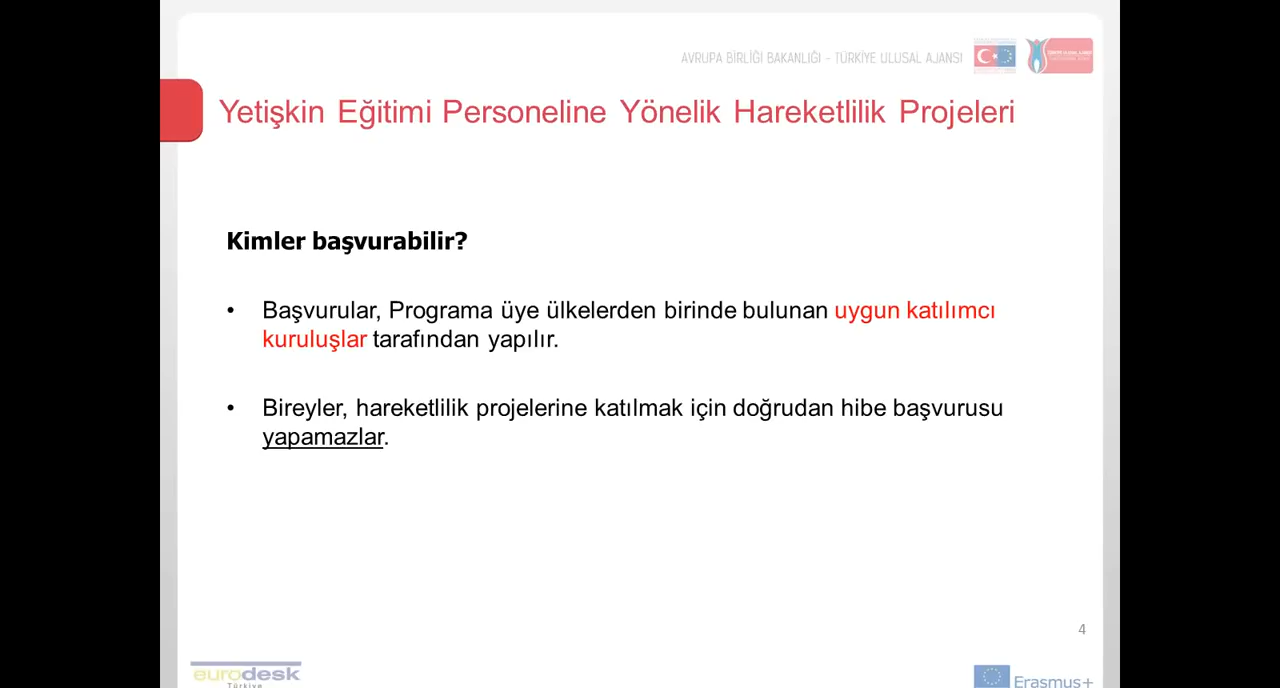 AVRUPA BİRLİĞİ BAKANLIĞI - TÜRKİYE ULUSAL AJANSI
Yetişkin Eğitimi Personeline Yönelik Hareketlilik Projeleri
Kimler başvurabilir?
• Başvurular, Programa üye ülkelerden birinde bulunan uygun katılımcı
kuruluşlar tarafından yapılır.
• Bireyler, hareketlilik projelerine katılmak için doğrudan hibe başvurusu
yapamazlar.
4
eurodesk
Türkiye
Erasmus+